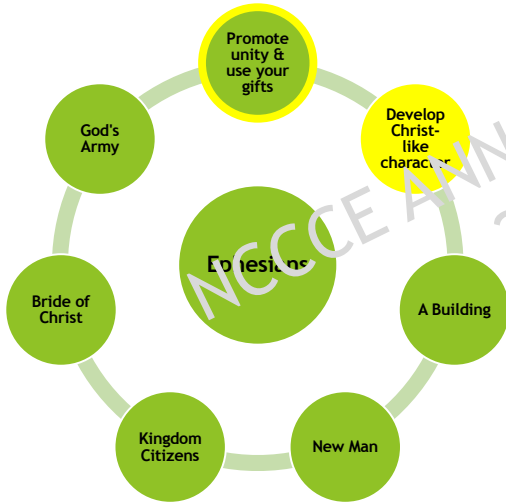 Promote
unity &
use your
gifts
Develop
Christ-
like
character
A Building
New Man
Kingdom
Citizens
Bride of
Christ
God's
Army
Ephesians
NCCCE ANN